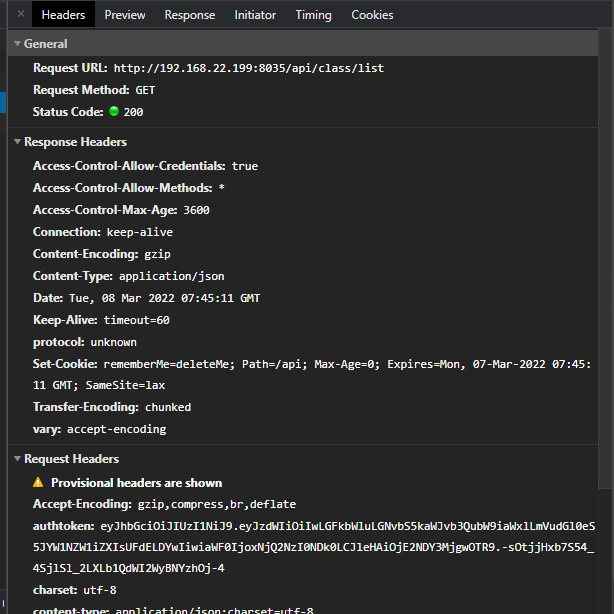 Headers Preview Response Initiator Timing Cookies
General
Request URL: http://192.168.22.199:8035/api/class/list
Request Method: GET
Status Code: 200
Response Headers
Access-Control-Allow-Credentials: true
Access-Control-Allow-Methods: *
Access-Control-Max-Age: 3600
Connection: keep-alive
Content-Encoding: gzip
Content-Type: application/json
Date: Tue, 08 Mar 2022 07:45:11 GMT
Keep-Alive: timeout=60
protocol: unknown
Set-Cookie: rememberMe=deleteMe; Path=/api; Max-Age=0; Expires=Mon, 07-Mar-2022 07:45:
11 GMT; SameSite=lax
Transfer-Encoding: chunked
vary: accept-encoding
Request Headers
Provisional headers are shown
Accept-Encoding: gzip,compress,br,deflate
authtoken: eyJhbGciOiJIUzI1NiJ9.eyJzdWIiOiIwLGFkbWluLGNvbS5kaWJvb3QubW9iaWxlLmVudGl0eS
5JYW1NZW1iZXIsUFdELDYwIiwiaWF0IjoxNjQ2NzI0NDk0LCJleHAiOjE2NDY3MjgwOTR9.-sOtjjHxb7S54_
4SjlSl_2LXLb1QdWI2WyBNYzhOj-4
charset: utf-8
content-type: application/json;charset=utf-8